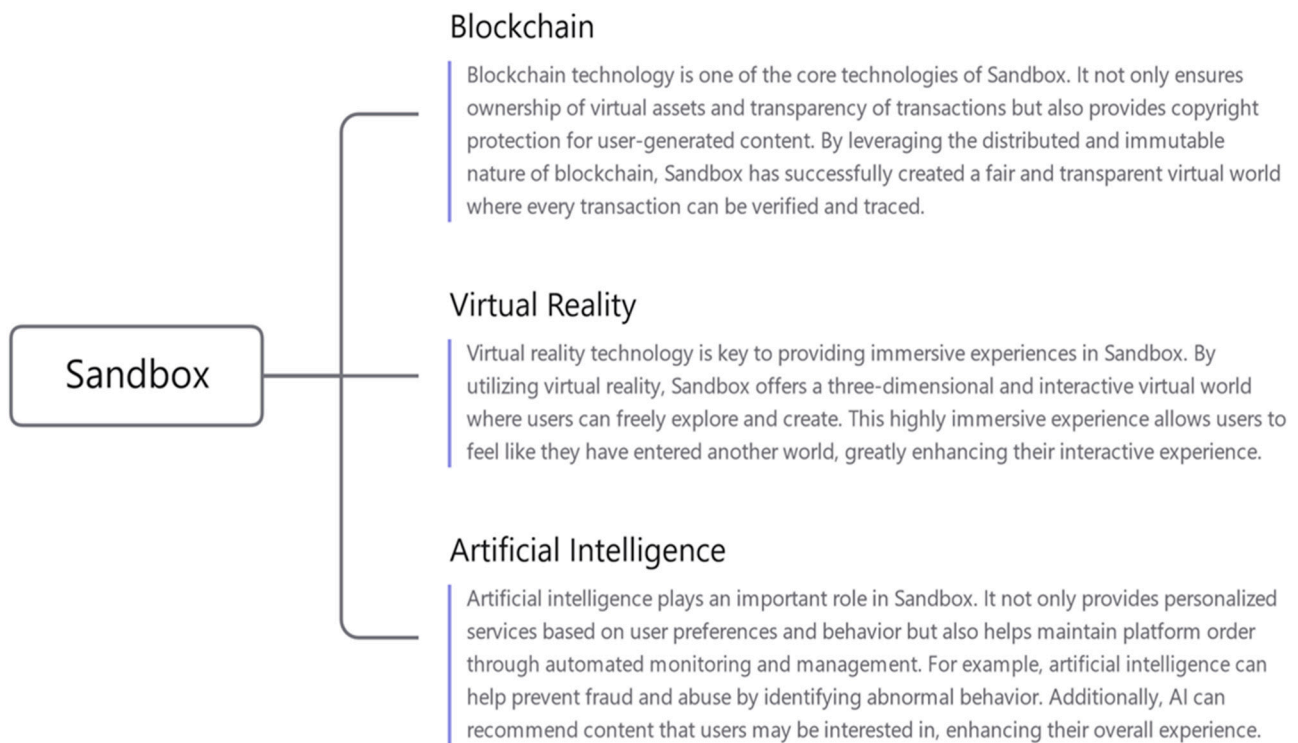 Blockchain
Blockchain technology is one of the core technologies of Sandbox. It not only ensures
ownership of virtual assets and transparency of transactions but also provides copyright
protection for user-generated content. By leveraging the distributed and immutable
nature of blockchain, Sandbox has successfully created a fair and transparent virtual world
where every transaction can be verified and traced.
Virtual Reality
Virtual reality technology is key to providing immersive experiences in Sandbox. By
utilizing virtual reality, Sandbox offers a three-dimensional and interactive virtual world
where users can freely explore and create. This highly immersive experience allows users to
feel like they have entered another world, greatly enhancing their interactive experience.
Sandbox
Artificial Intelligence
Artificial intelligence plays an important role in Sandbox. It not only provides personalized
services based on user preferences and behavior but also helps maintain platform order
through automated monitoring and management. For example, artificial intelligence can
help prevent fraud and abuse by identifying abnormal behavior. Additionally, AI can
recommend content that users may be interested in, enhancing their overall experience.